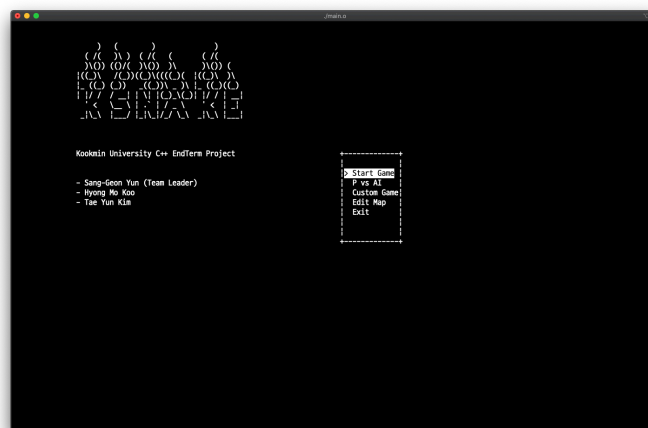 ./main.o
KSNAKE
Kookmin University C++ EndTerm Project
- Sang-Geon Yun (Team Leader)
- Hyong Mo Koo
- Tae Yun Kim
> Start Game
P vs AI
Custom Game
Edit Map
Exit